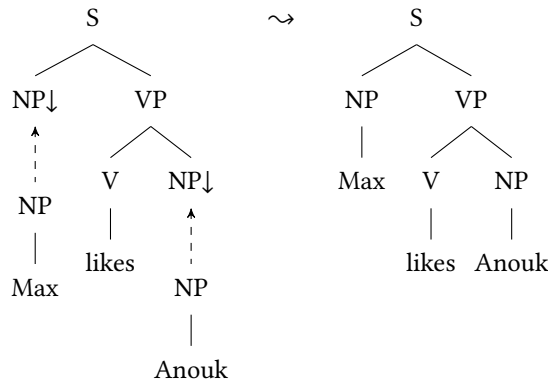 S ⤳ S
NP↓ VP NP VP
V NP↓ Max V NP
NP likes likes Anouk
Max NP
Anouk